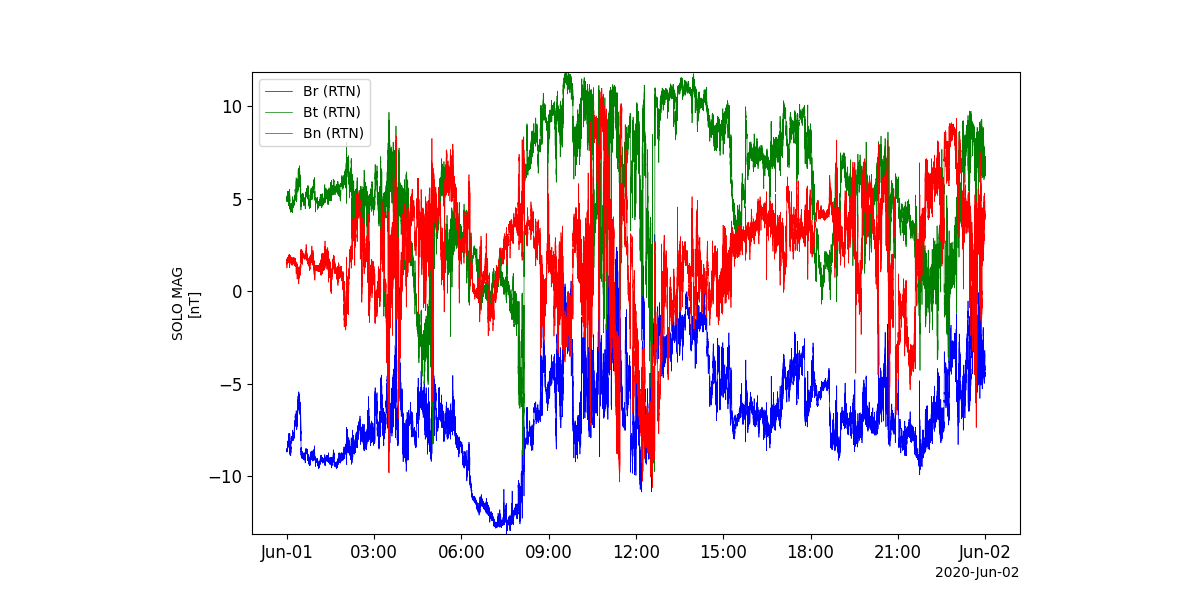 Br (RTN)
Bt (RTN)
Bn (RTN)
10
5
0
−5
−10
SOLO MAG
[nT]
Jun-01 03:00 06:00 09:00 12:00 15:00 18:00 21:00 Jun-02
2020-Jun-02